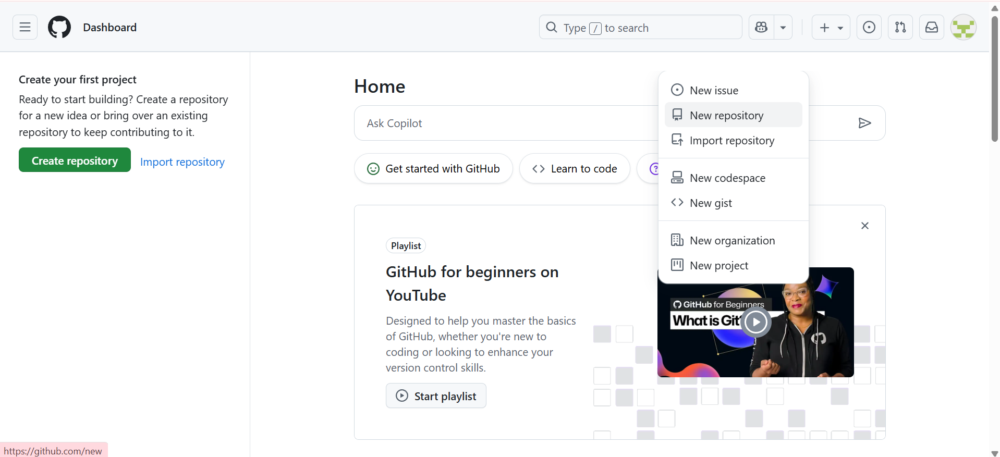 Dashboard
Type / to search
Create your first project
Ready to start building? Create a repository
for a new idea or bring over an existing
repository to keep contributing to it.
Create repository
Import repository
Home
Ask Copilot
Get started with GitHub
Learn to code
New issue
New repository
Import repository
New codespace
New gist
New organization
New project
Playlist
GitHub for beginners on
YouTube
Designed to help you master the basics
of GitHub, whether you're new to
coding or looking to enhance your
version control skills.
Start playlist
GitHub for Beginners
What is Git?
https://github.com/new